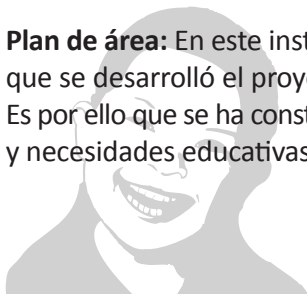 Plan de área: En este inst
que se desarrolló el proye
Es por ello que se ha const
y necesidades educativas